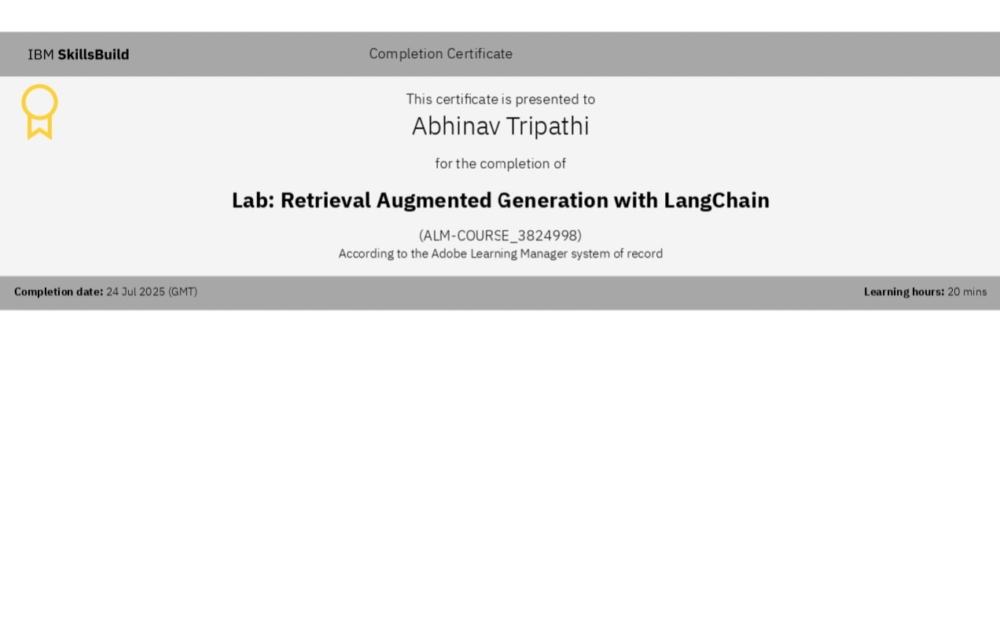 IBM SkillsBuild
Completion Certificate
This certificate is presented to
Abhinav Tripathi
for the completion of
Lab: Retrieval Augmented Generation with LangChain
(ALM-COURSE_3824998)
According to the Adobe Learning Manager system of record
Completion date: 24 Jul 2025 (GMT)
Learning hours: 20 mins